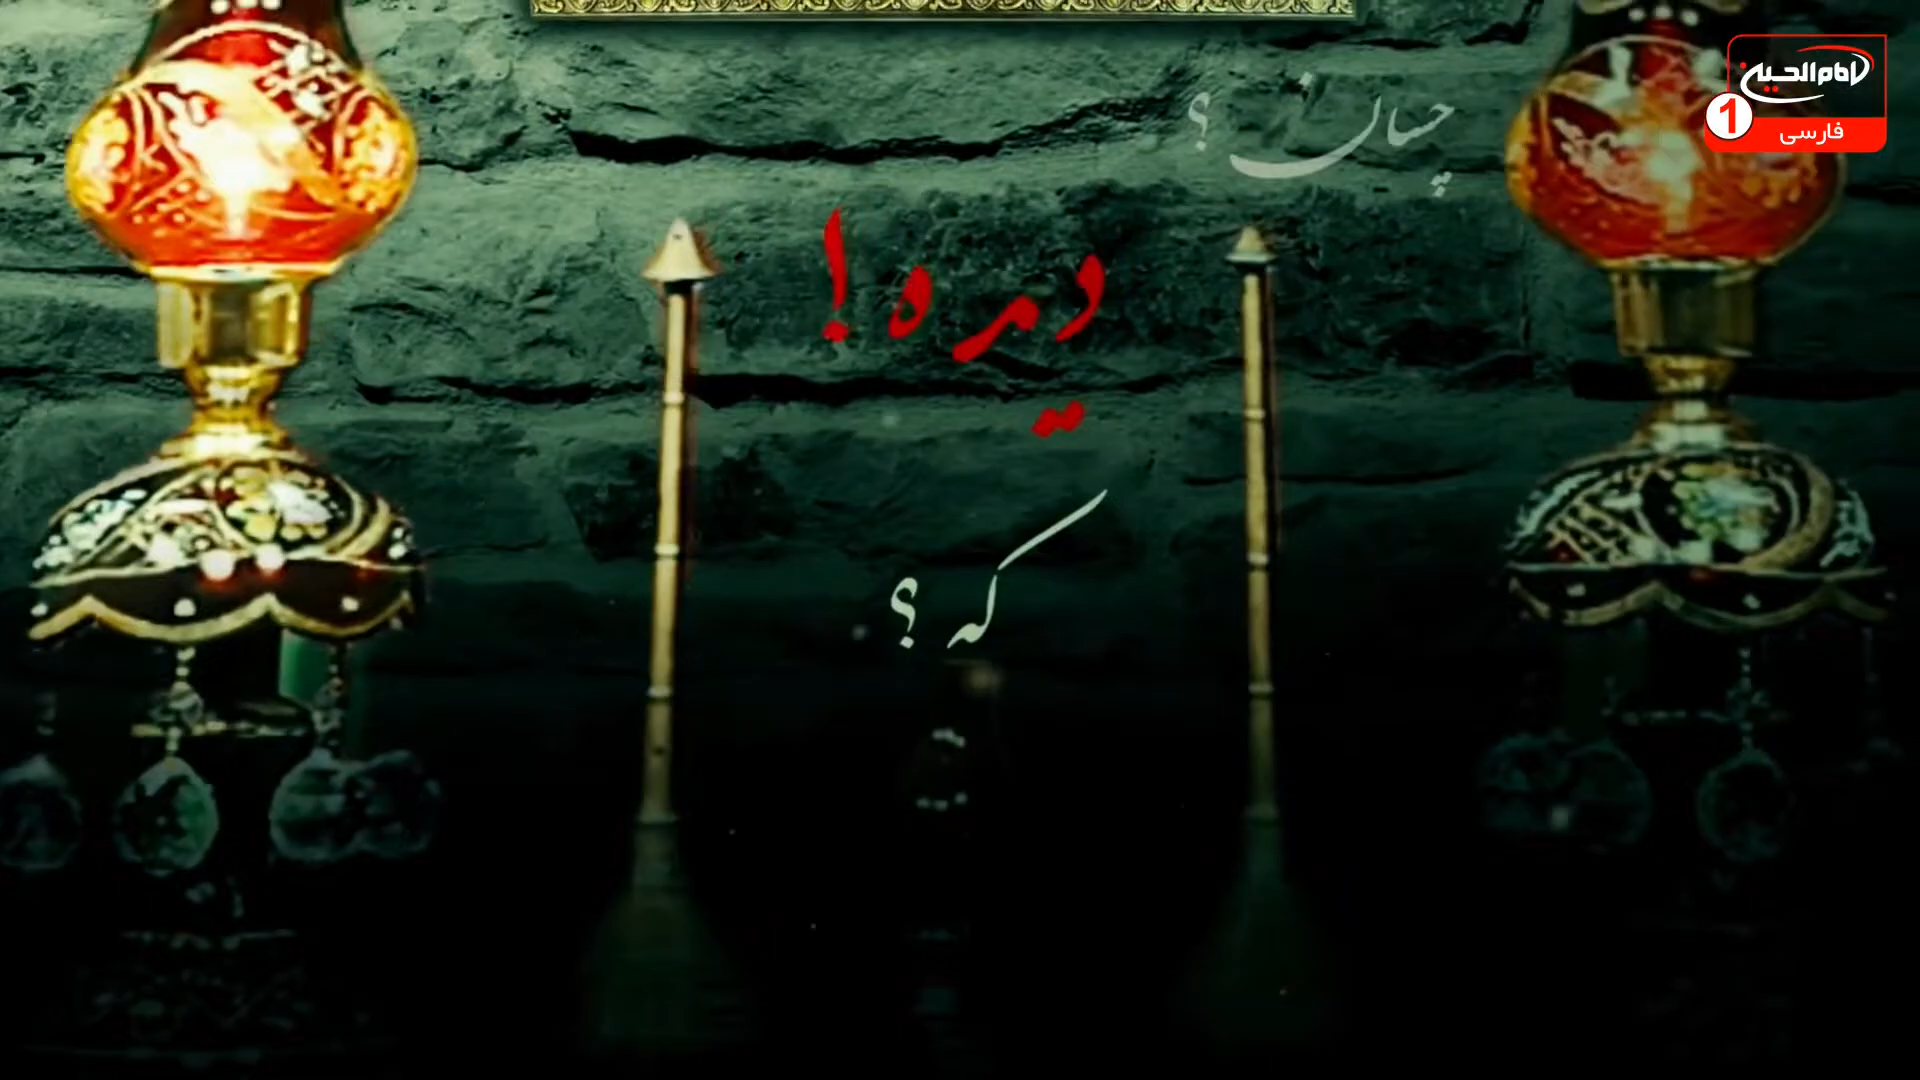 چسان ؟
دیده !
که ؟
امام الحسین
1
فارسی